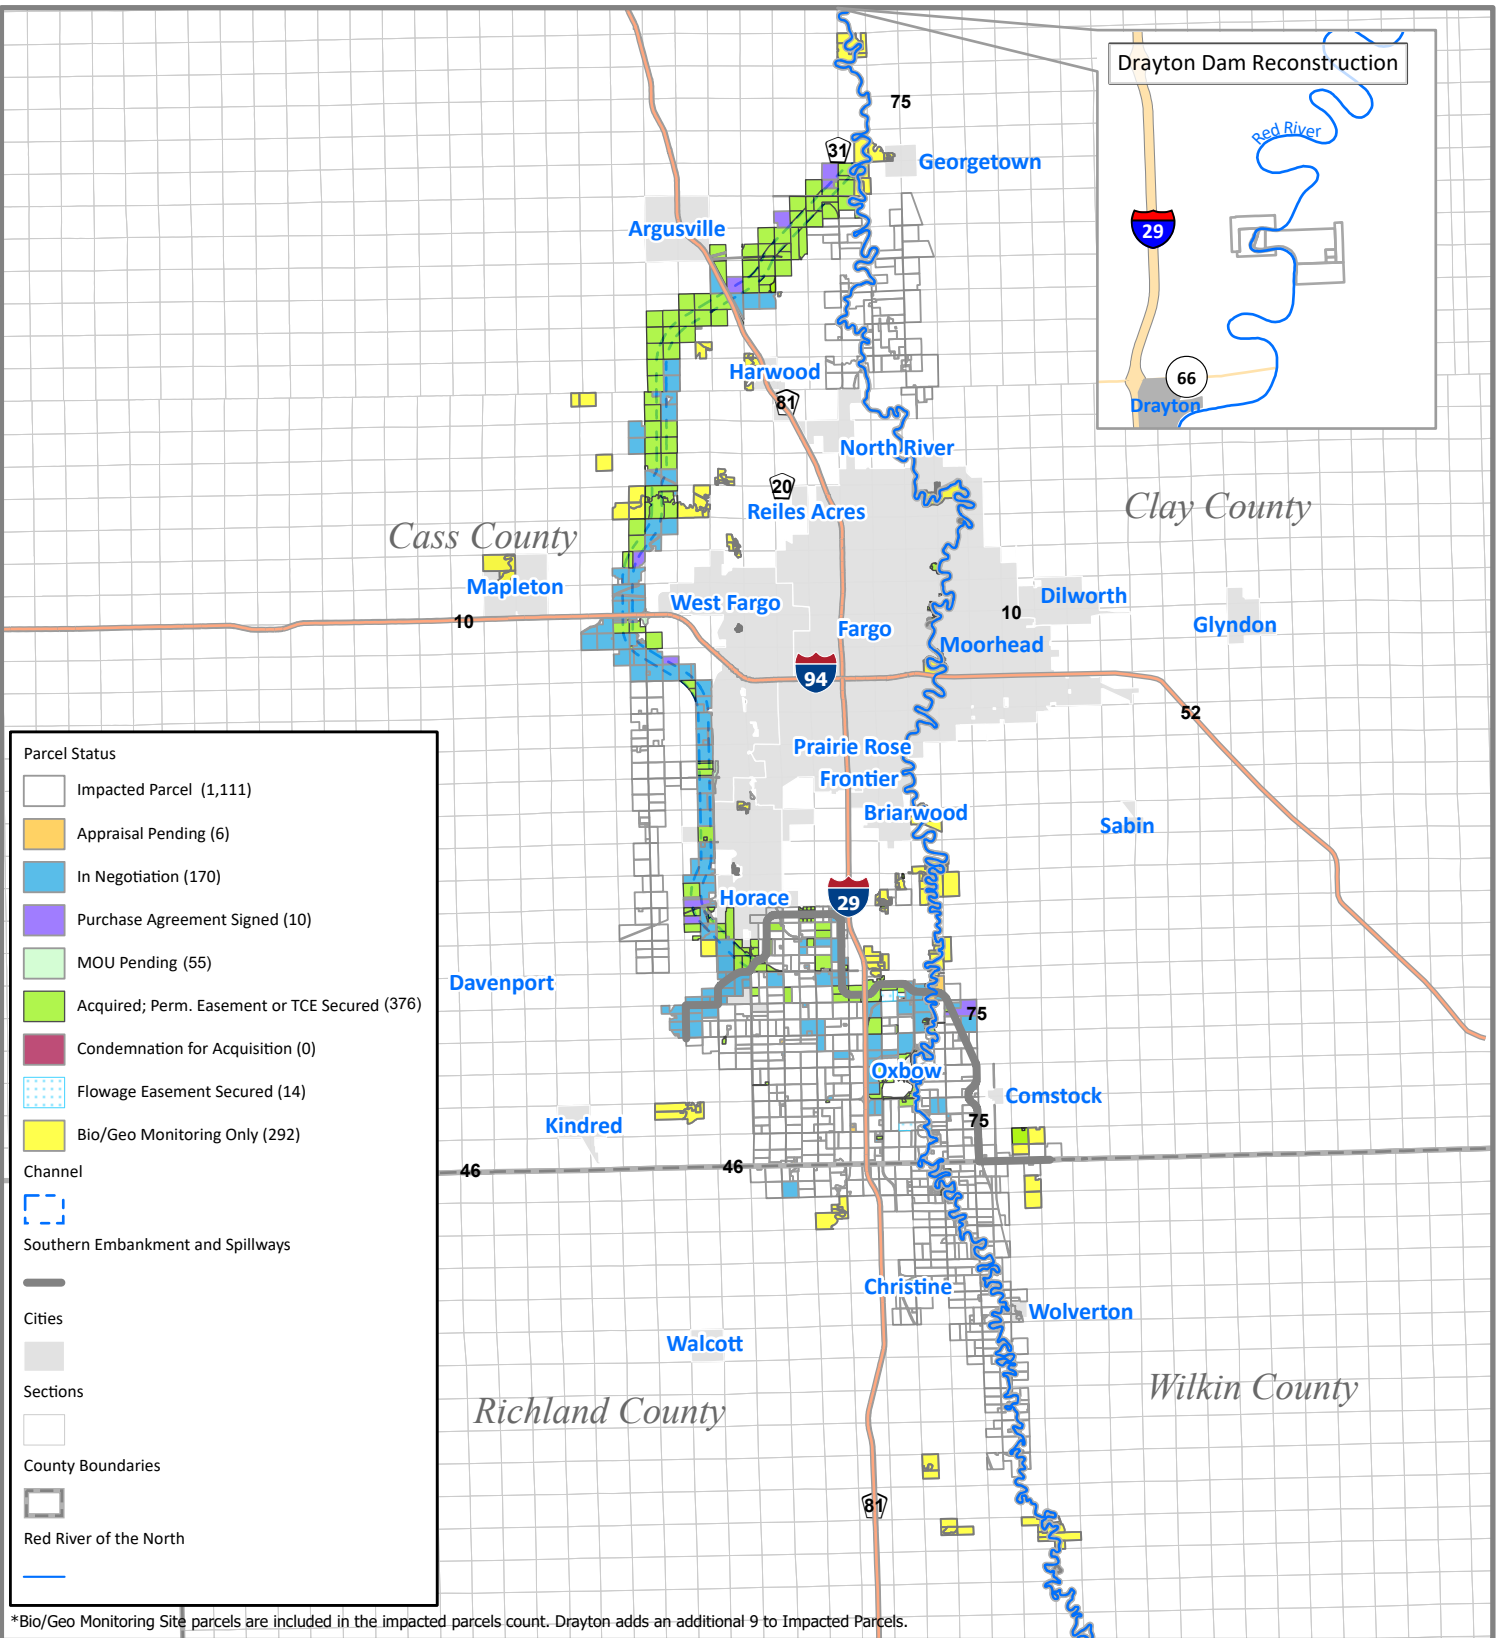 Drayton Dam Reconstruction
Red River
29
66
Drayton
75
31
Georgetown
Argusville
Harwood
81
North River
20
Reiles Acres
Clay County
Cass County
Mapleton
West Fargo
Dilworth
10
10
Fargo
Moorhead
Glyndon
94
52
Prairie Rose
Frontier
Briarwood
Sabin
Horace
29
Davenport
75
Oxbow
Comstock
75
Kindred
46
46
Christine
Wolverton
Walcott
Wilkin County
Richland County
81
Parcel Status
Impacted Parcel (1,111)
Appraisal Pending (6)
In Negotiation (170)
Purchase Agreement Signed (10)
MOU Pending (55)
Acquired; Perm. Easement or TCE Secured (376)
Condemnation for Acquisition (0)
Flowage Easement Secured (14)
Bio/Geo Monitoring Only (292)
Channel
Southern Embankment and Spillways
Cities
Sections
County Boundaries
Red River of the North
*Bio/Geo Monitoring Site parcels are included in the impacted parcels count. Drayton adds an additional 9 to Impacted Parcels.